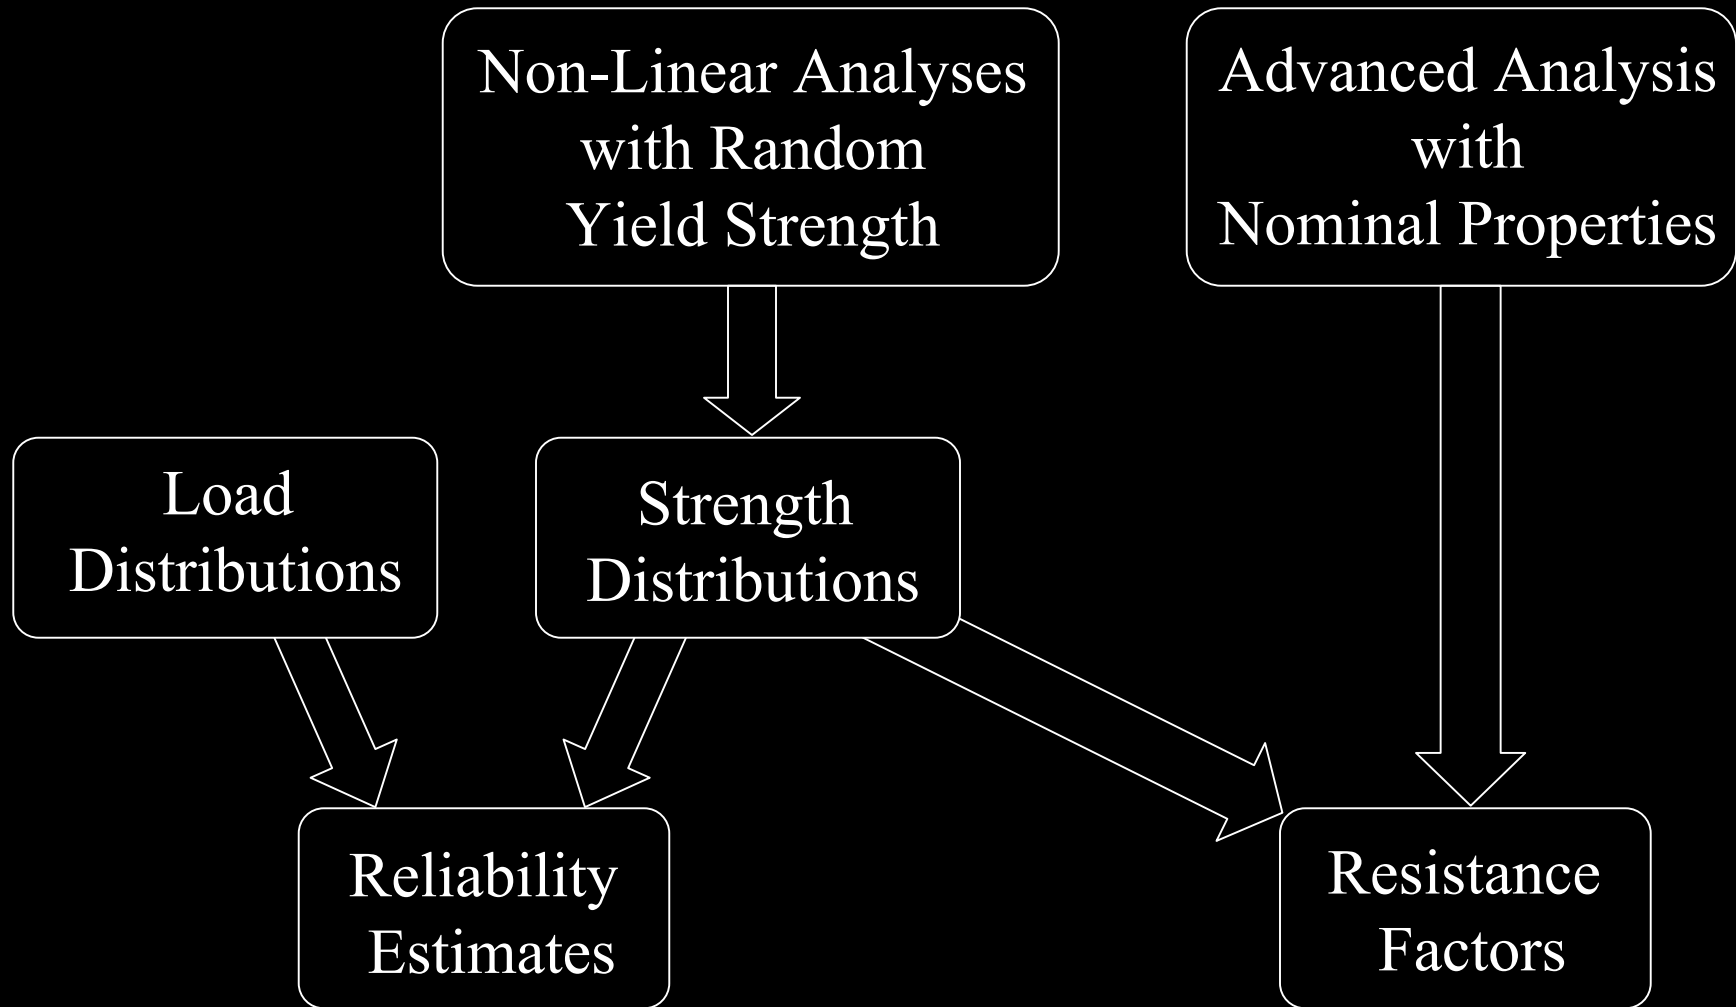 Non-Linear Analyses
with Random
Yield Strength
Advanced Analysis
with
Nominal Properties
Load
Distributions
Strength
Distributions
Reliability
Estimates
Resistance
Factors